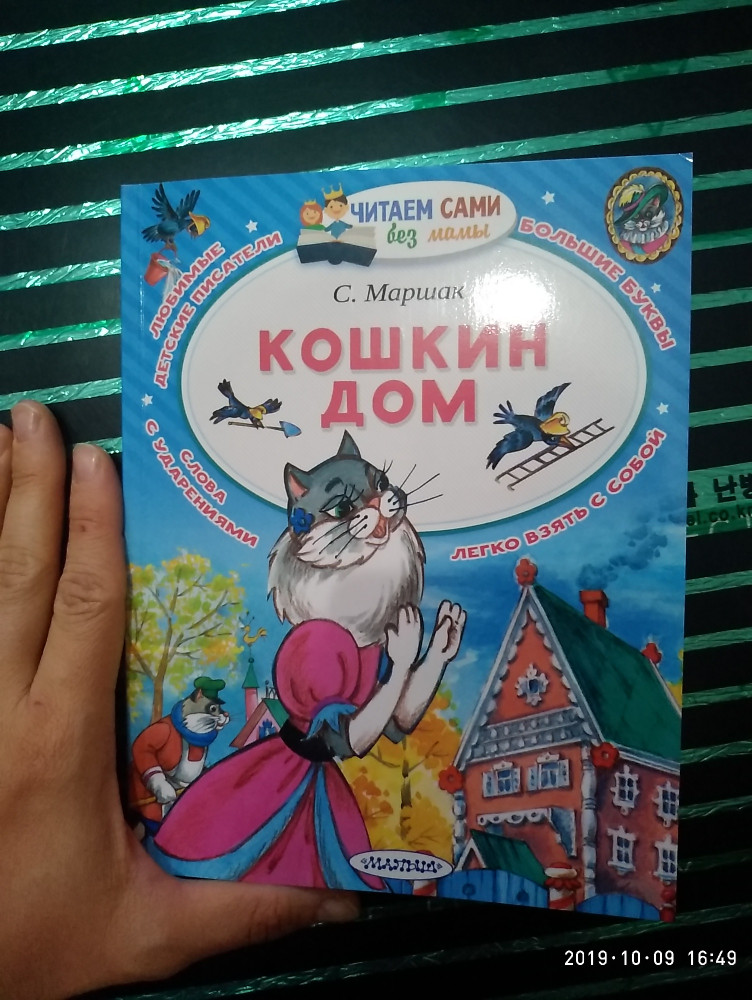 ЧИТАЕМ САМИ
без мамы
ЛЮБИМЫЕ
ДЕТСКИЕ ПИСАТЕЛИ
БОЛЬШИЕ БУКВЫ
С. Маршак
КОШКИН
ДОМ
СЛОВА
С УДАРЕНИЯМИ
ЛЕГКО ВЗЯТЬ С СОБОЙ
«МАЛЫШ»
2019·10·09 16:49